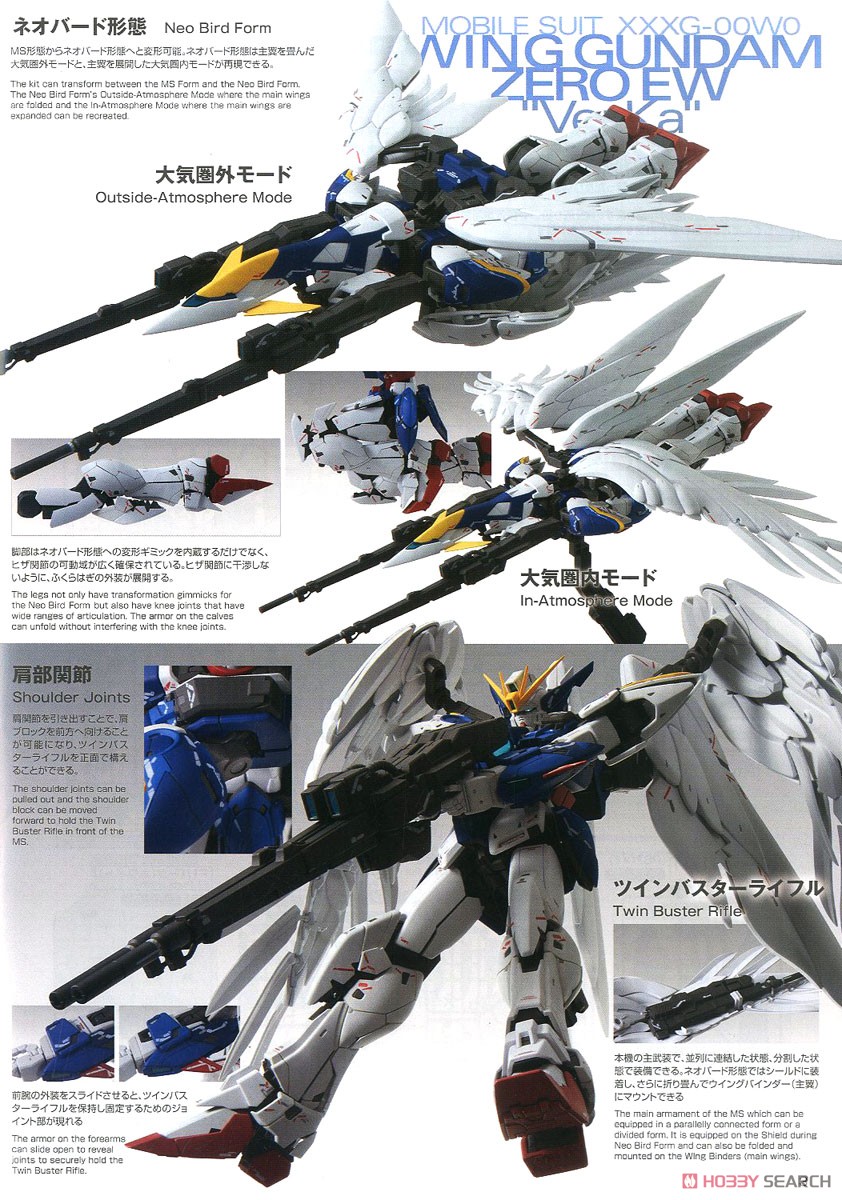 ネオバード形態 Neo Bird Form
MS形態からネオバード形態へと変形可能。ネオバード形態は主翼を畳んだ
大気圏外モードと、主翼を展開した大気圏内モードが再現できる。
The kit can transform between the MS Form and the Neo Bird Form.
The Neo Bird Form's Outside-Atmosphere Mode where the main wings
are folded and the In-Atmosphere Mode where the main wings are
expanded can be recreated.
MOBILE SUIT XXXG-00W0
WING GUNDAM
ZERO EW
"Ver.Ka"
大気圏外モード
Outside-Atmosphere Mode
脚部はネオバード形態への変形ギミックを内蔵するだけでなく、
ヒザ関節の可動域が広く確保されている。ヒザ関節に干渉しな
いように、ふくらはぎの外装が展開する。
The legs not only have transformation gimmicks for
the Neo Bird Form but also have knee joints that have
wide ranges of articulation. The armor on the calves
can unfold without interfering with the knee joints.
大気圏内モード
In-Atmosphere Mode
肩部関節
Shoulder Joints
肩関節を引き出すことで、肩
ブロックを前方へ向けること
が可能になり、ツインバス
ターライフルを正面で構え
ることができる。
The shoulder joints can be
pulled out and the shoulder
block can be moved
forward to hold the Twin
Buster Rifle in front of the
MS.
ツインバスターライフル
Twin Buster Rifle
本機の主武装で、並列に連結した状態、分割した状
態で装備できる。ネオバード形態ではシールドに装
着し、さらに折り畳んでウイングバインダー(主翼)
にマウントできる
The main armament of the MS which can be
equipped in a parallelly connected form or a
divided form. It is equipped on the Shield during
Neo Bird Form and can also be folded and
mounted on the Wing Binders (main wings).
前腕の外装をスライドさせると、ツインバス
ターライフルを保持し固定するためのジョ
イント部が現れる
The armor on the forearms
can slide open to reveal
joints to securely hold the
Twin Buster Rifle.
HOBBY SEARCH